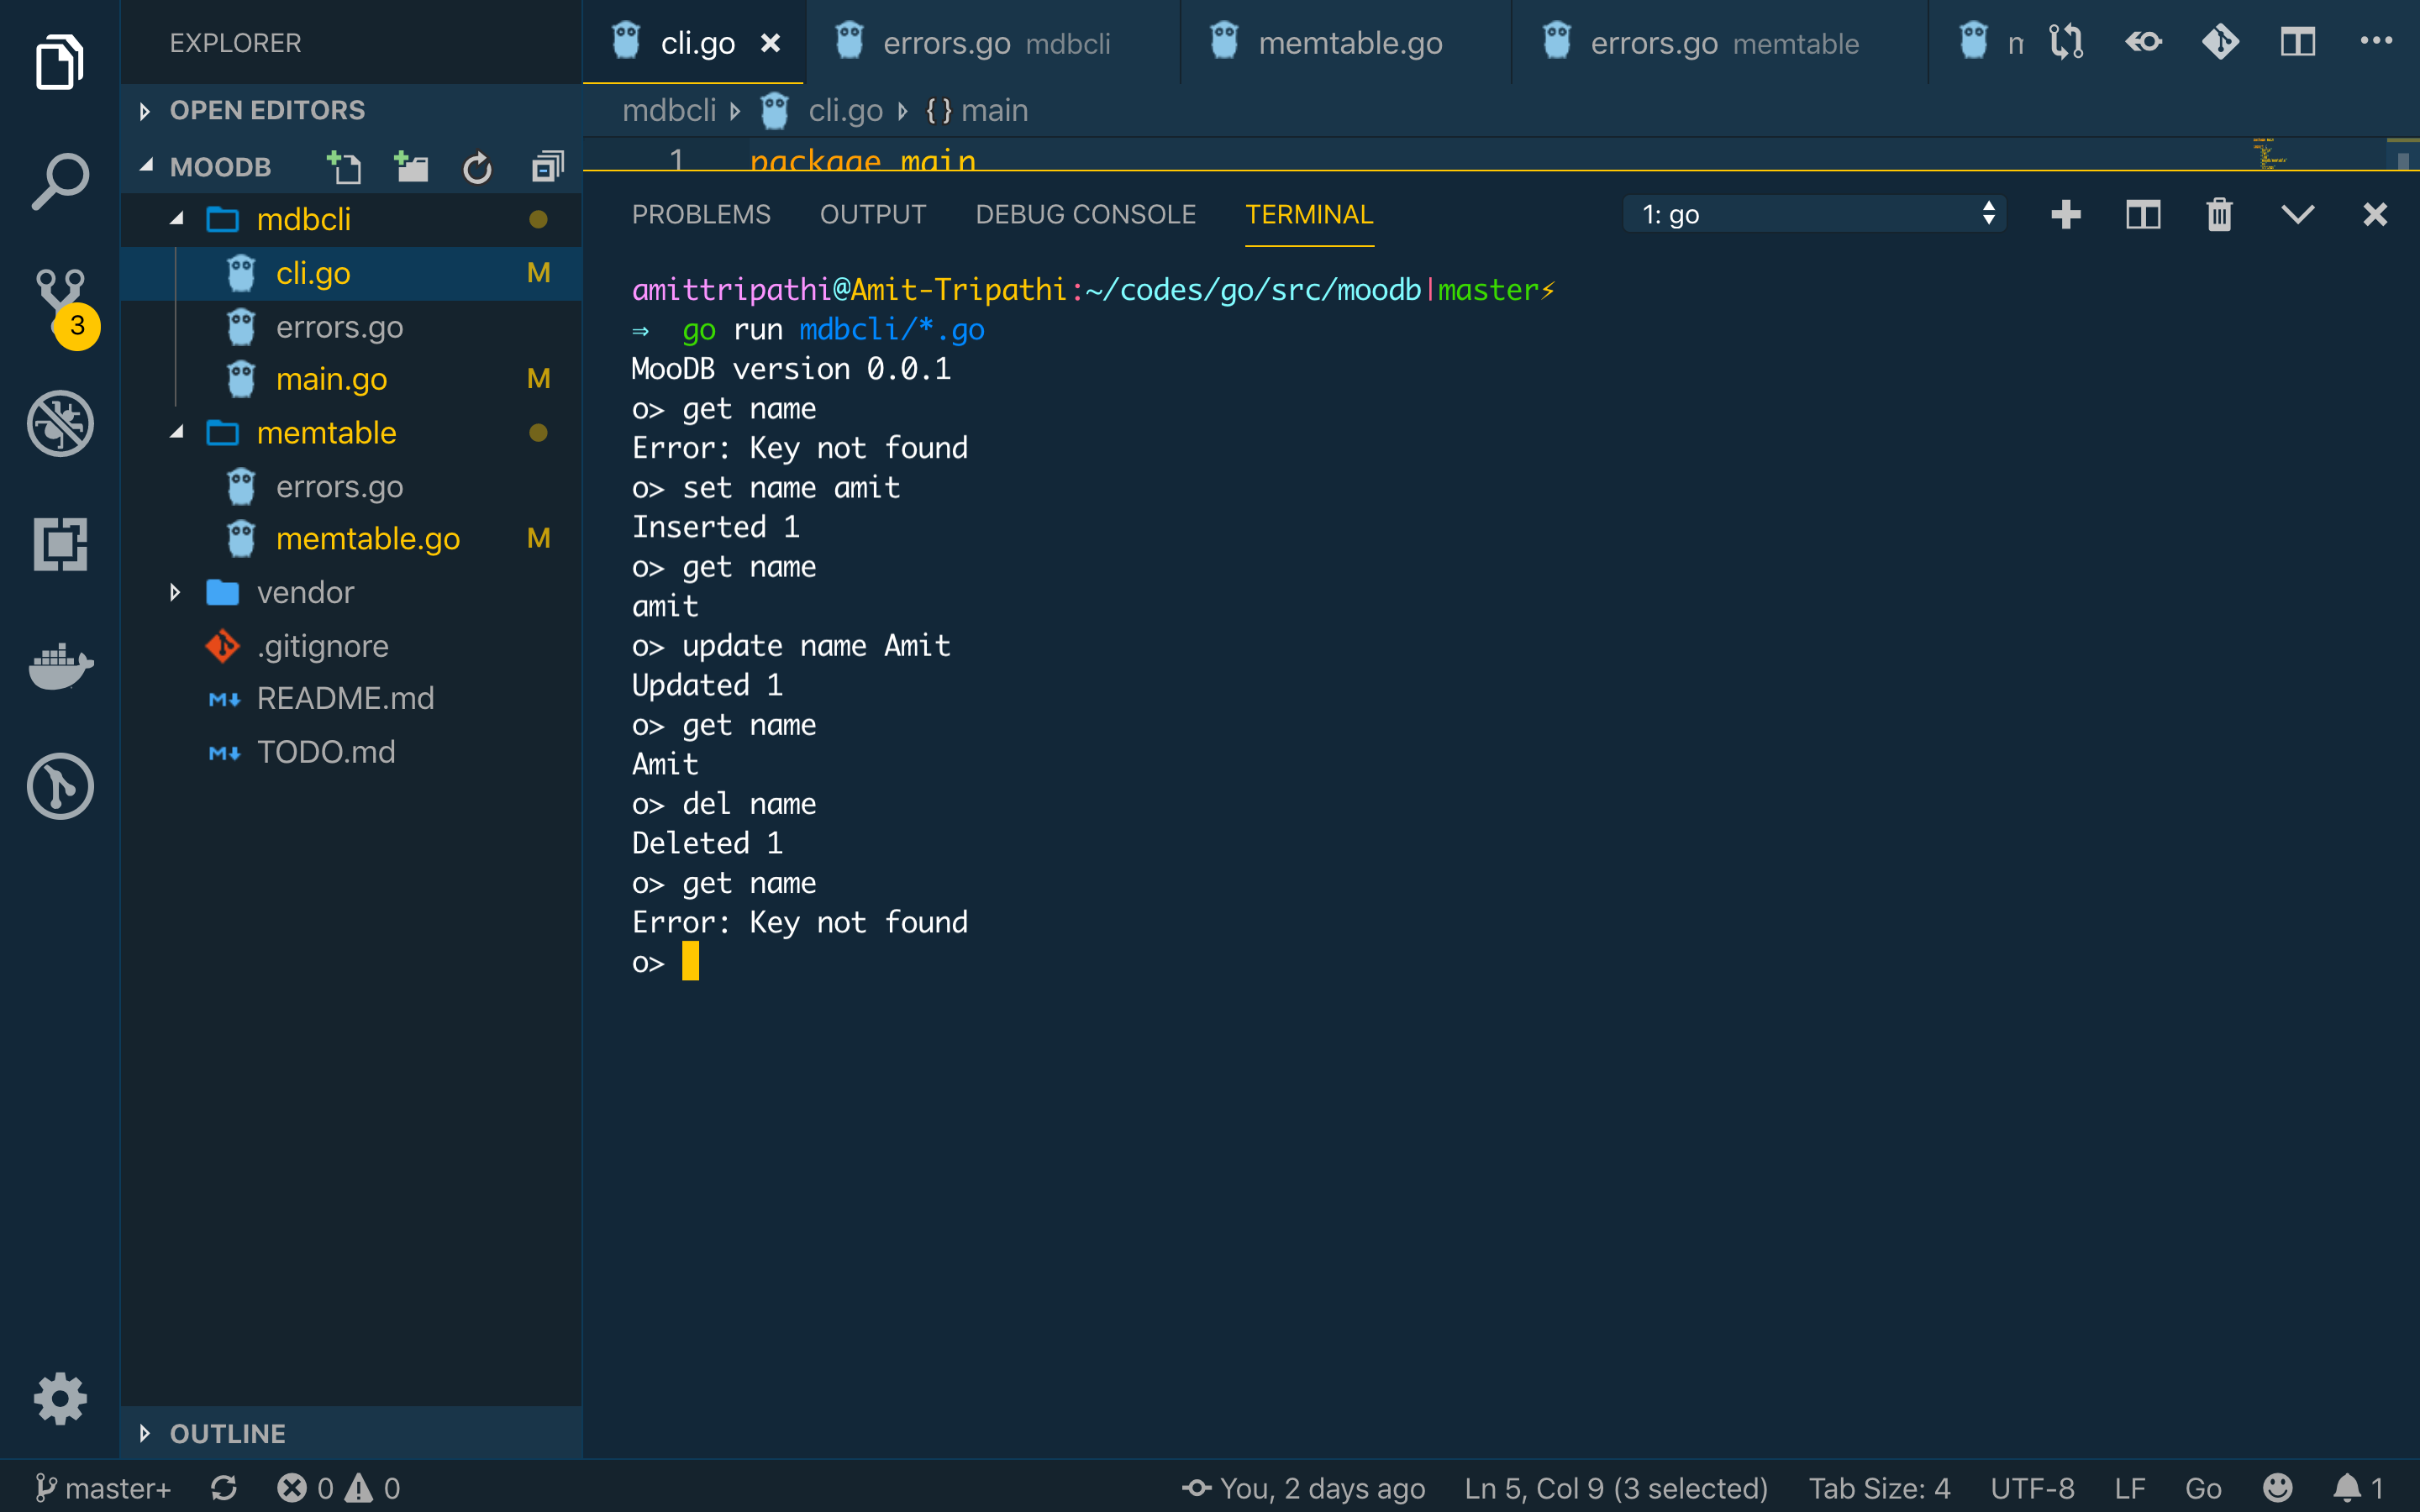 EXPLORER
OPEN EDITORS
MOODB
mdbcli
cli.go M
errors.go
main.go M
memtable
errors.go
memtable.go M
vendor
.gitignore
README.md
TODO.md
OUTLINE
3
cli.go
errors.go mdbcli
memtable.go
errors.go memtable
mdbcli cli.go {} main
1 package main
PROBLEMS OUTPUT DEBUG CONSOLE TERMINAL
1: go
amittripathi@Amit-Tripathi:~/codes/go/src/moodb|master⚡
⇒ go run mdbcli/*.go
MooDB version 0.0.1
o> get name
Error: Key not found
o> set name amit
Inserted 1
o> get name
amit
o> update name Amit
Updated 1
o> get name
Amit
o> del name
Deleted 1
o> get name
Error: Key not found
o>
master+ 0 0 You, 2 days ago Ln 5, Col 9 (3 selected) Tab Size: 4 UTF-8 LF Go 1